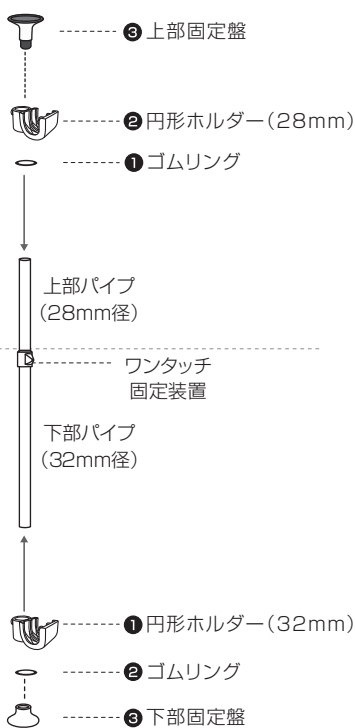 ❸上部固定盤
❷円形ホルダー(28mm)
❶ゴムリング
上部パイプ
(28mm径)
ワンタッチ
固定装置
下部パイプ
(32mm径)
❶円形ホルダー(32mm)
❷ゴムリング
❸下部固定盤